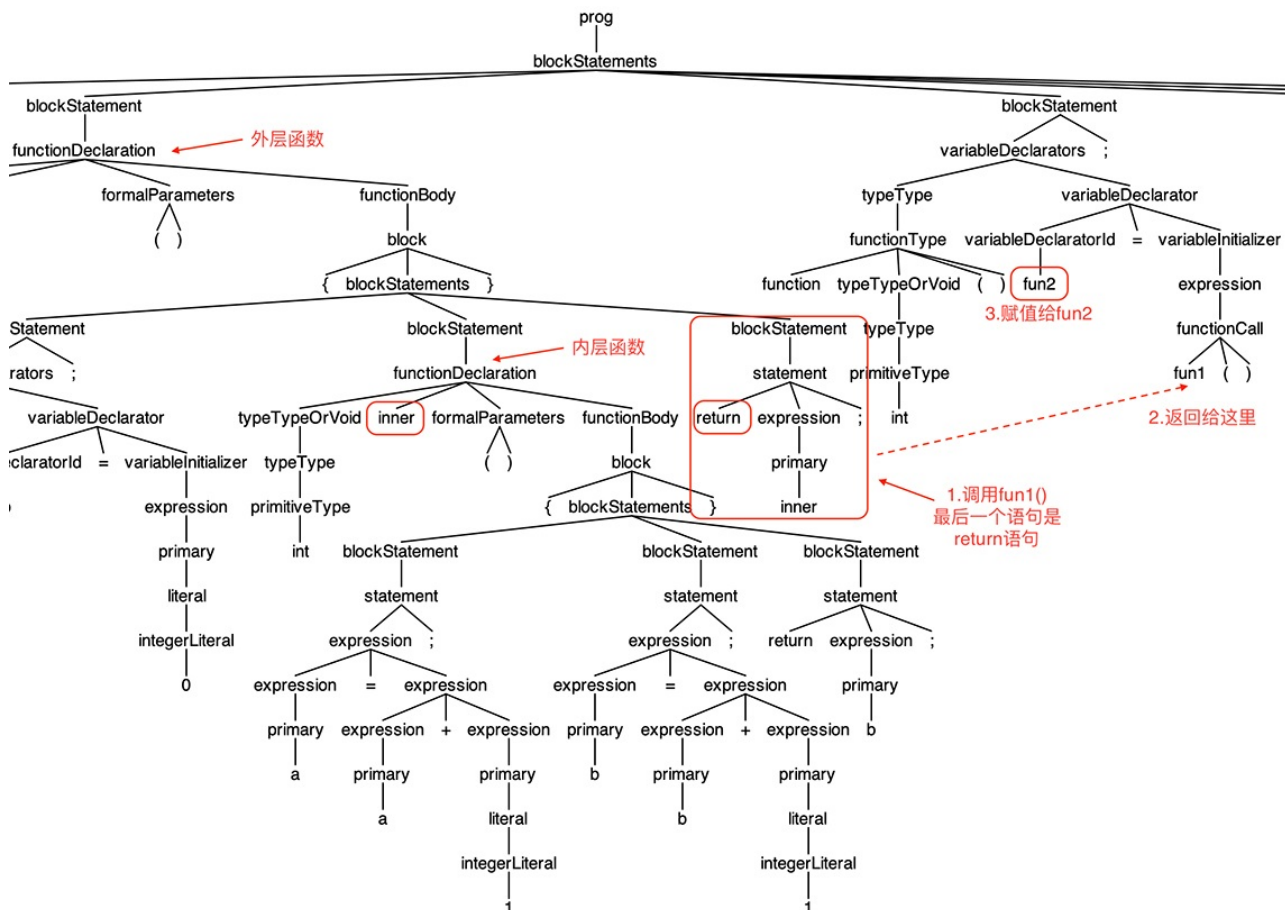 prog
blockStatements
blockStatement blockStatement
functionDeclaration 外层函数 variableDeclarators ;
formalParameters functionBody typeType variableDeclarator
( ) block functionType variableDeclaratorId = variableInitializer
{ blockStatements } function typeTypeOrVoid ( ) fun2 expression
3.赋值给fun2
Statement blockStatement blockStatement typeType functionCall
内层函数
rators ; functionDeclaration statement primitiveType fun1 ( )
variableDeclarator typeTypeOrVoid inner formalParameters functionBody return expression ; int 2.返回给这里
eclaratorId = variableInitializer typeType ( ) block primary
expression primitiveType { blockStatements } inner 1.调用fun1()
最后一个语句是
return语句
primary int blockStatement blockStatement blockStatement
literal statement statement statement
integerLiteral expression ; expression ; return expression ;
0 expression = expression expression = expression primary
primary expression + expression primary expression + expression b
a primary primary b primary primary
a literal b literal
integerLiteral integerLiteral
1 1